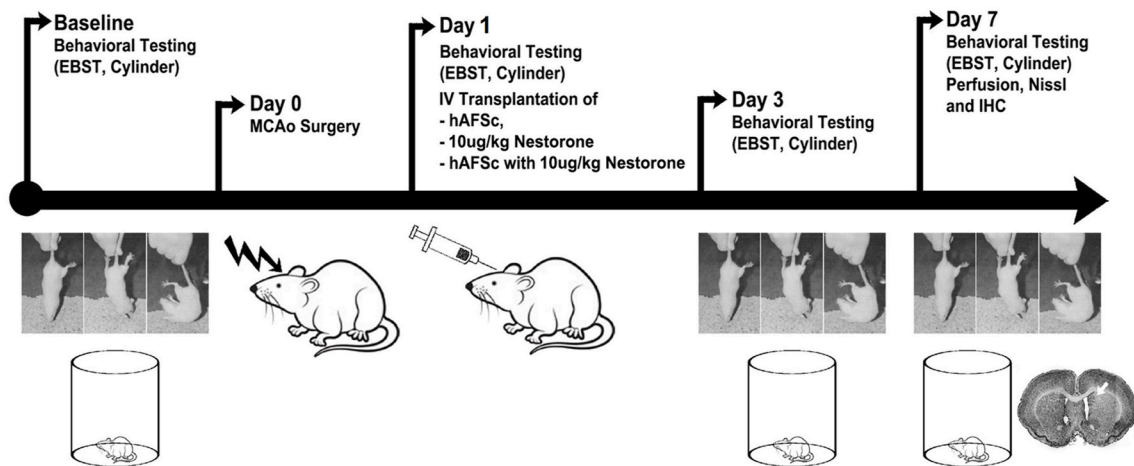 Baseline
Behavioral Testing
(EBST, Cylinder)
Day 0
MCAo Surgery
Day 1
Behavioral Testing
(EBST, Cylinder)
IV Transplantation of
- hAFSc,
- 10ug/kg Nestorone
- hAFSc with 10ug/kg Nestorone
Day 3
Behavioral Testing
(EBST, Cylinder)
Day 7
Behavioral Testing
(EBST, Cylinder)
Perfusion, Nissl
and IHC